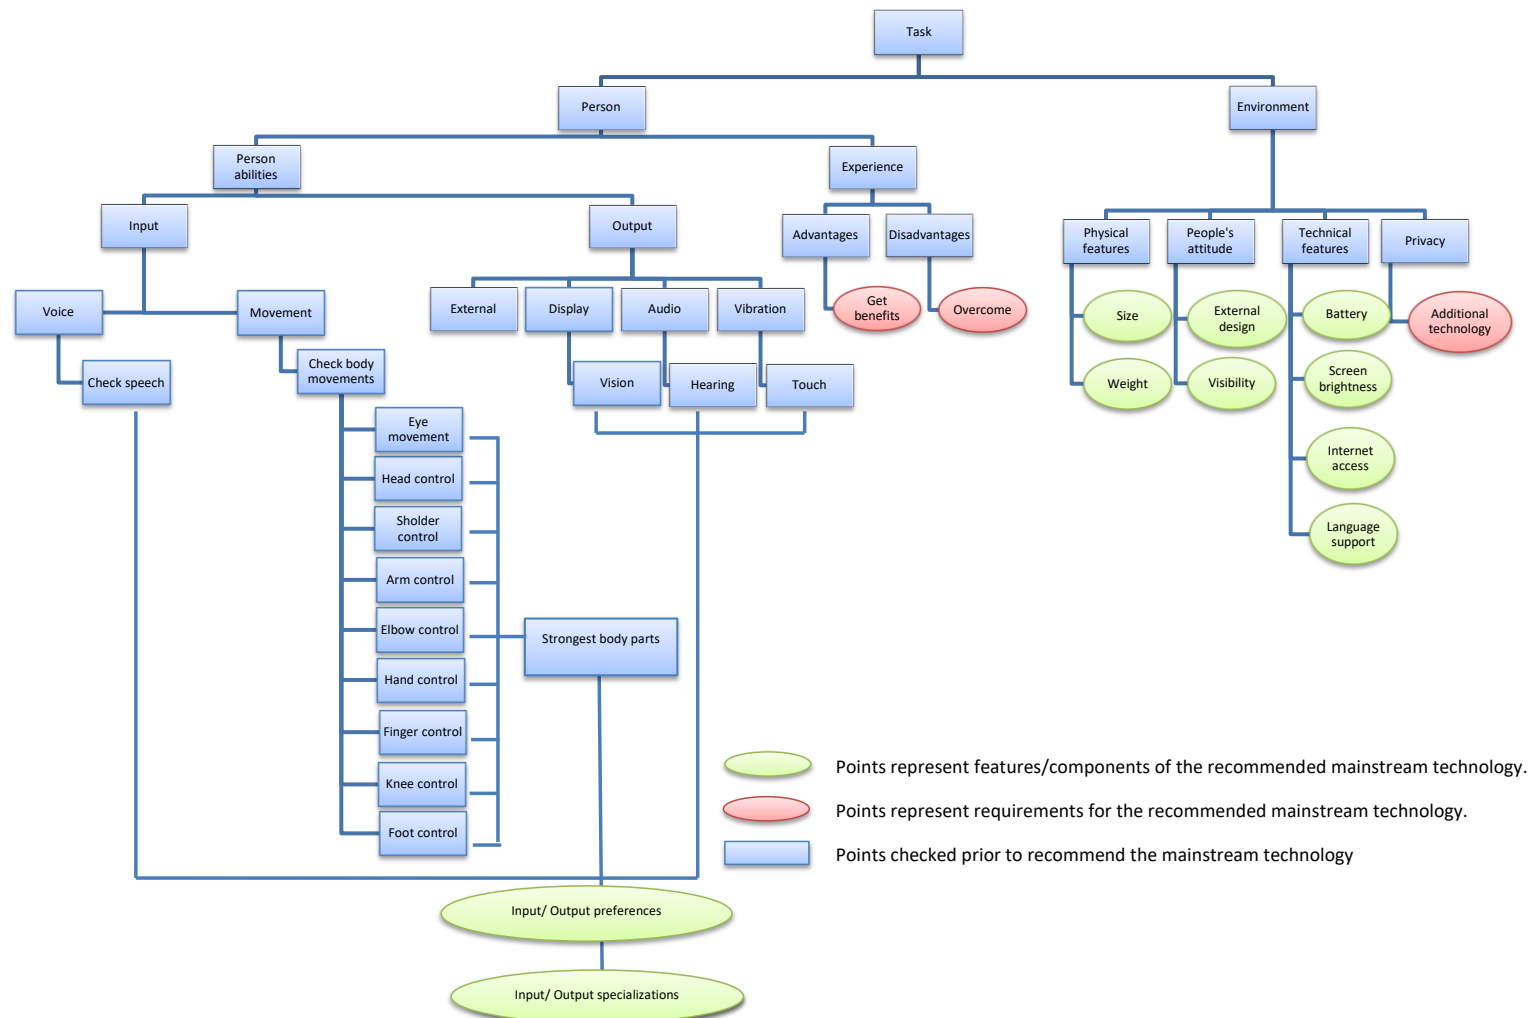 Task
Person
Environment
Person
abilities
Experience
Input
Output
Advantages
Disadvantages
Physical
features
People's
attitude
Technical
features
Privacy
Voice
Movement
External
Display
Audio
Vibration
Get
benefits
Overcome
Size
External
design
Battery
Additional
technology
Check speech
Check body
movements
Vision
Hearing
Touch
Weight
Visibility
Screen
brightness
Eye
movement
Head control
Internet
access
Sholder
control
Language
support
Arm control
Elbow control
Strongest body parts
Hand control
Finger control
Knee control
Foot control
Points represent features/components of the recommended mainstream technology.
Points represent requirements for the recommended mainstream technology.
Points checked prior to recommend the mainstream technology
Input/ Output preferences
Input/ Output specializations